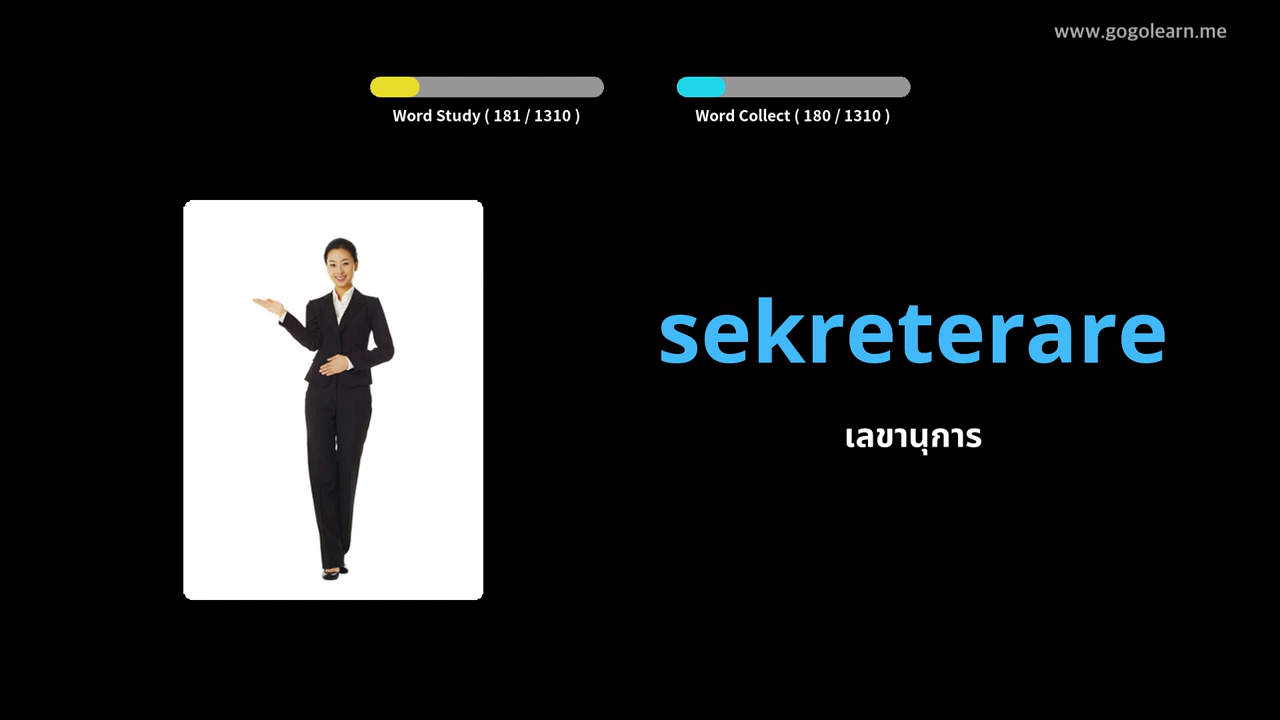 www.gogolearn.me
Word Study ( 181 / 1310 )
Word Collect ( 180 / 1310 )
sekreterare
เลขานุการ